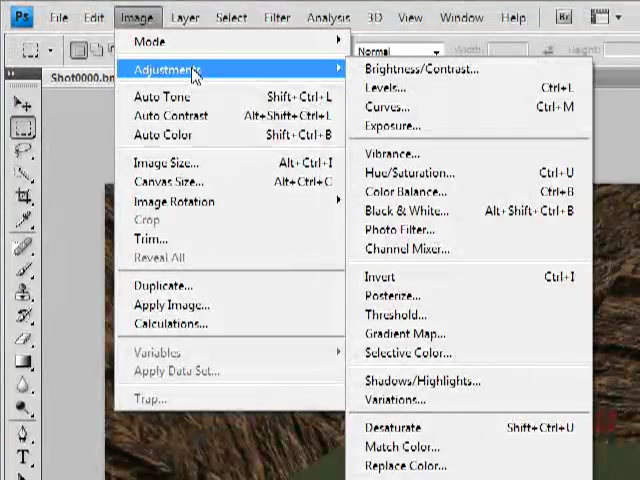 Ps File Edit Image Layer Select Filter Analysis 3D View Window Help Br
Normal Width: Height:
Shot0000.bm
Mode
Adjustments
Auto Tone Shift+Ctrl+L
Auto Contrast Alt+Shift+Ctrl+L
Auto Color Shift+Ctrl+B
Image Size... Alt+Ctrl+I
Canvas Size... Alt+Ctrl+C
Image Rotation
Crop
Trim...
Reveal All
Duplicate...
Apply Image...
Calculations...
Variables
Apply Data Set...
Trap...
Brightness/Contrast...
Levels... Ctrl+L
Curves... Ctrl+M
Exposure...
Vibrance...
Hue/Saturation... Ctrl+U
Color Balance... Ctrl+B
Black & White... Alt+Shift+Ctrl+B
Photo Filter...
Channel Mixer...
Invert Ctrl+I
Posterize...
Threshold...
Gradient Map...
Selective Color...
Shadows/Highlights...
Variations...
Desaturate Shift+Ctrl+U
Match Color...
Replace Color...
T